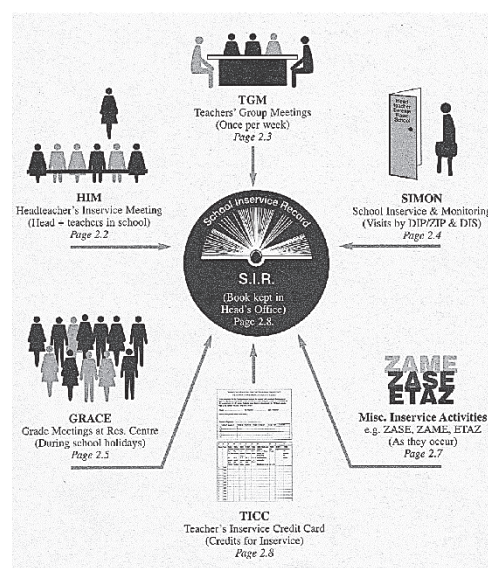 TGM
Teachers' Group Meetings
(Once per week)
Page 2.3
HIM
Headteacher's Inservice Meeting
(Head + teachers in school)
Page 2.2
SIMON
School Inservice & Monitoring
(Visits by DIP/ZIP & DIS)
Page 2.4
School Inservice Record
S.I.R.
(Book kept in
Head's Office)
Page 2.8.
GRACE
Grade Meetings at Res. Centre
(During school holidays)
Page 2.5
ZAME
ZASE
ETAZ
Misc. Inservice Activities
e.g. ZASE, ZAME, ETAZ
(As they occur)
Page 2.7
TICC
Teacher's Inservice Credit Card
(Credits for Inservice)
Page 2.8